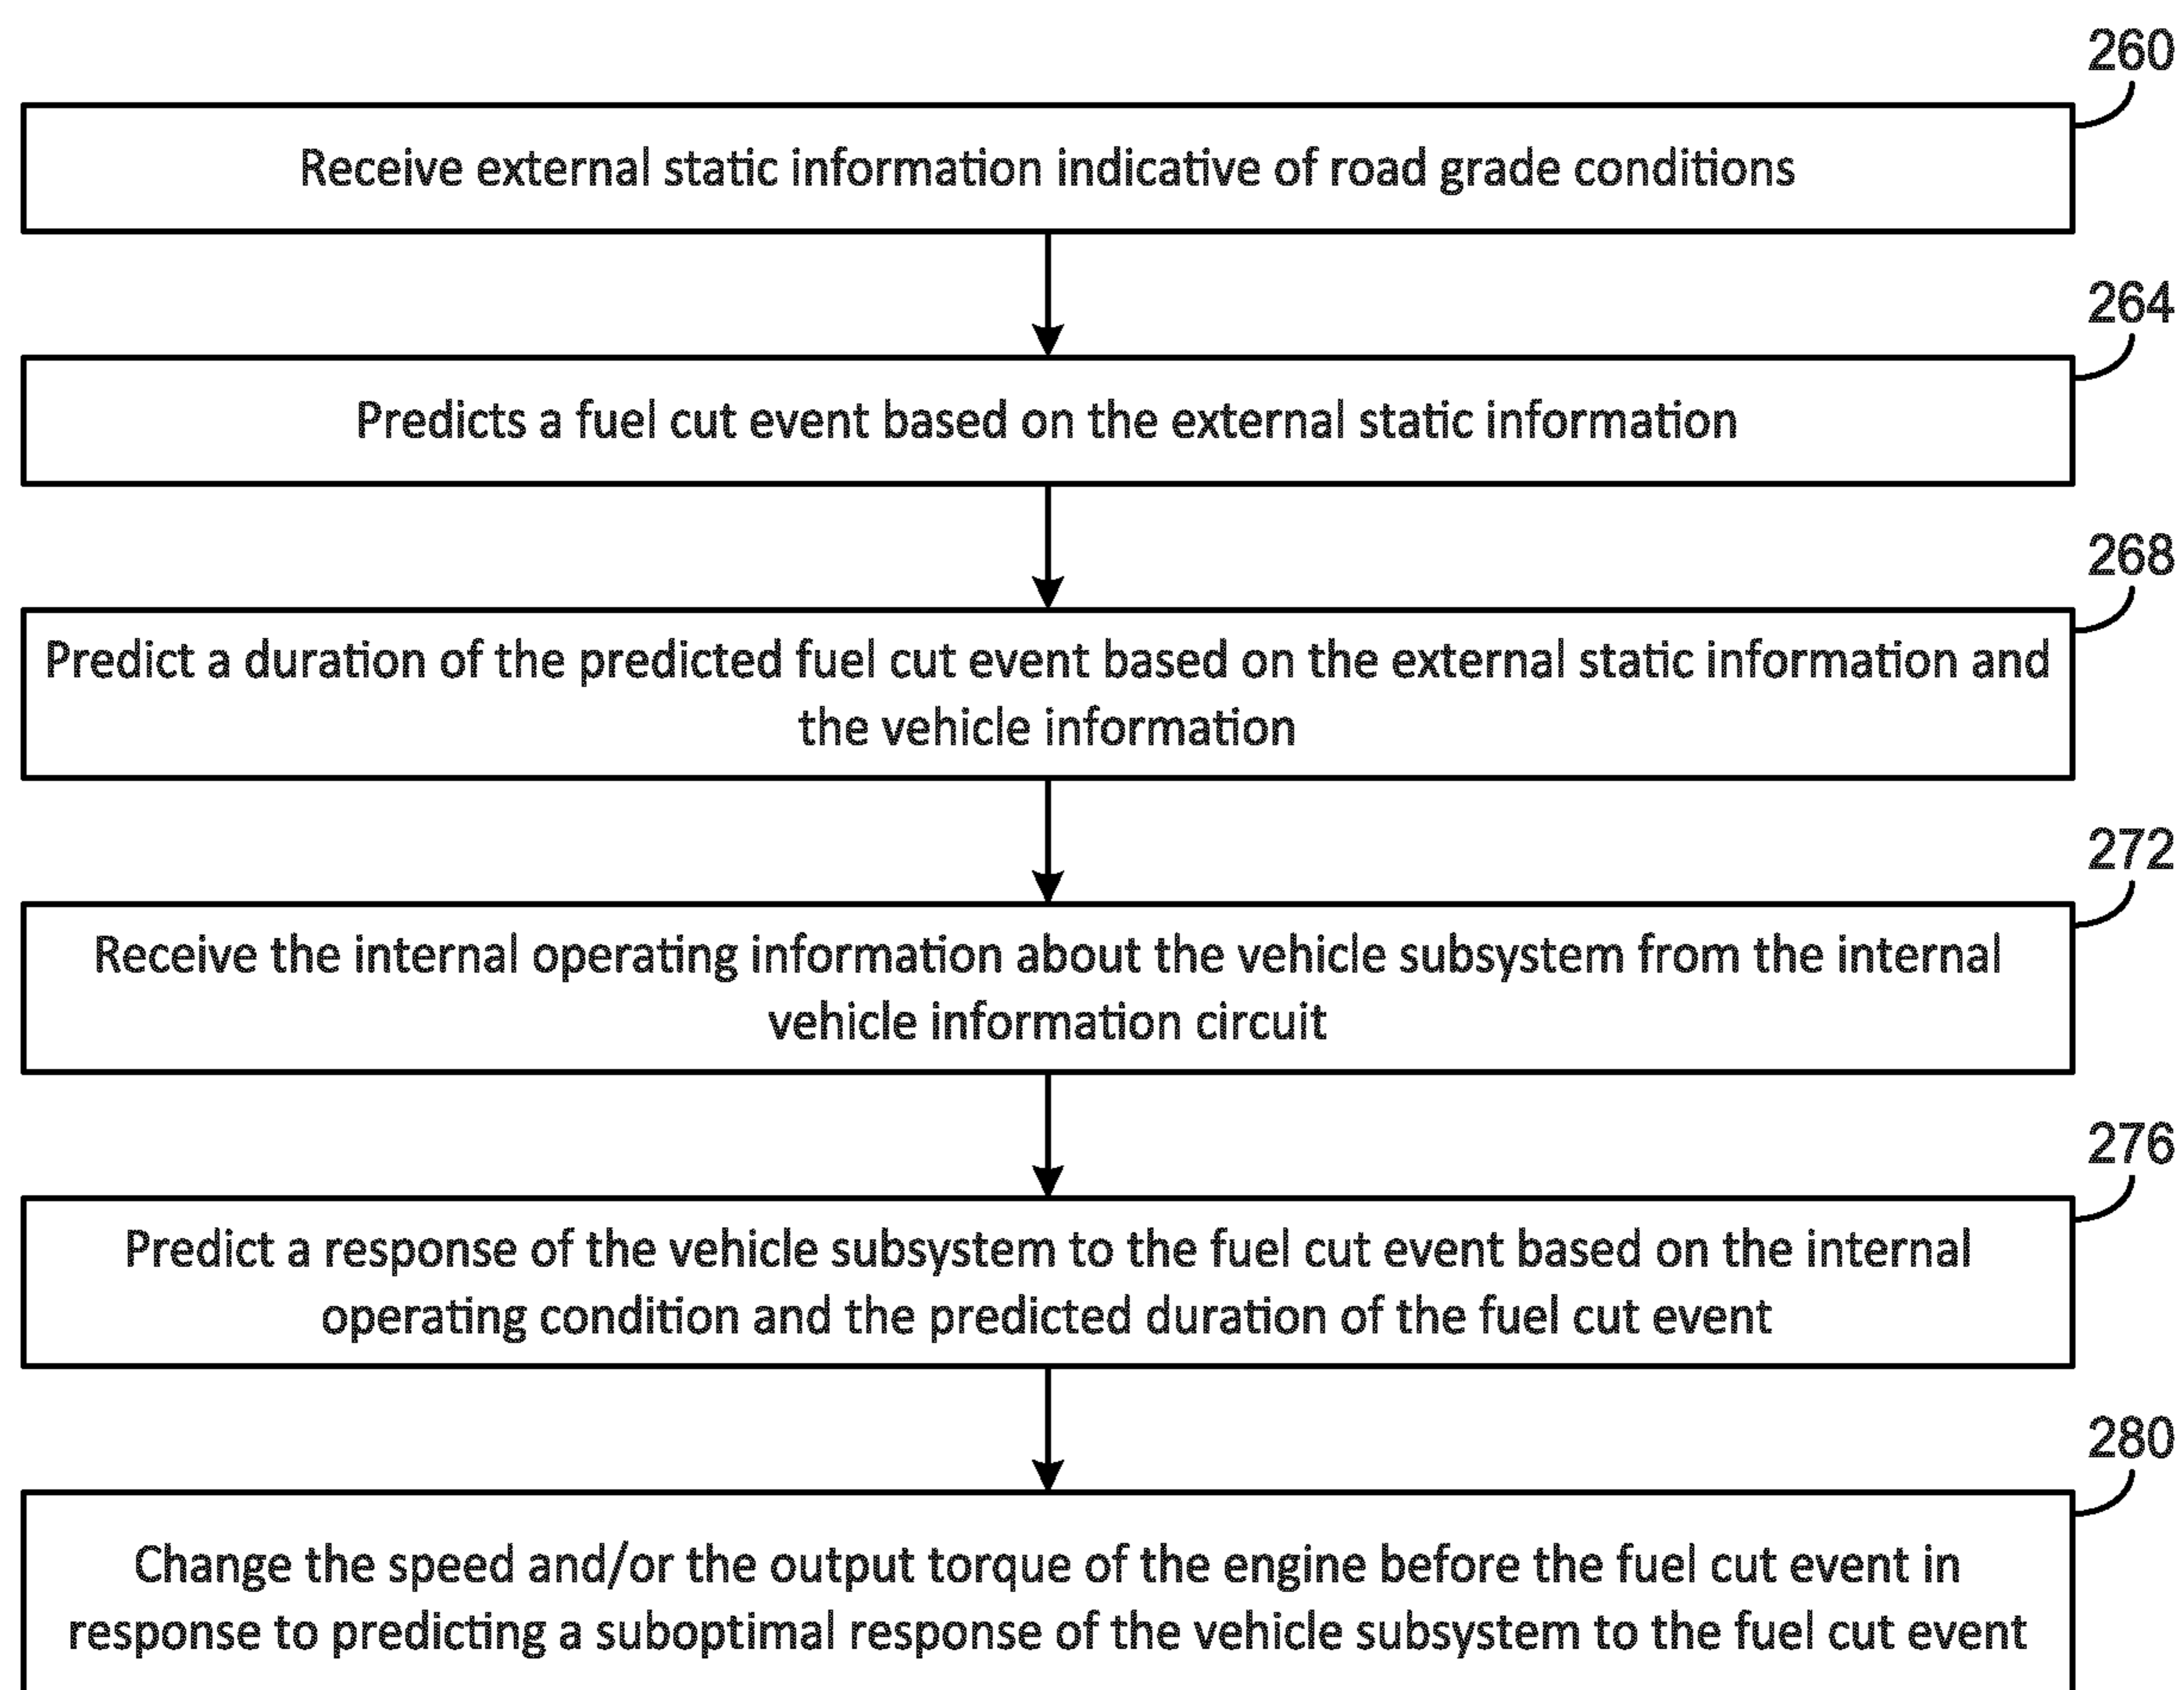 260
Receive external static information indicative of road grade conditions
264
Predicts a fuel cut event based on the external static information
268
Predict a duration of the predicted fuel cut event based on the external static information and
the vehicle information
272
Receive the internal operating information about the vehicle subsystem from the internal
vehicle information circuit
276
Predict a response of the vehicle subsystem to the fuel cut event based on the internal
operating condition and the predicted duration of the fuel cut event
280
Change the speed and/or the output torque of the engine before the fuel cut event in
response to predicting a suboptimal response of the vehicle subsystem to the fuel cut event